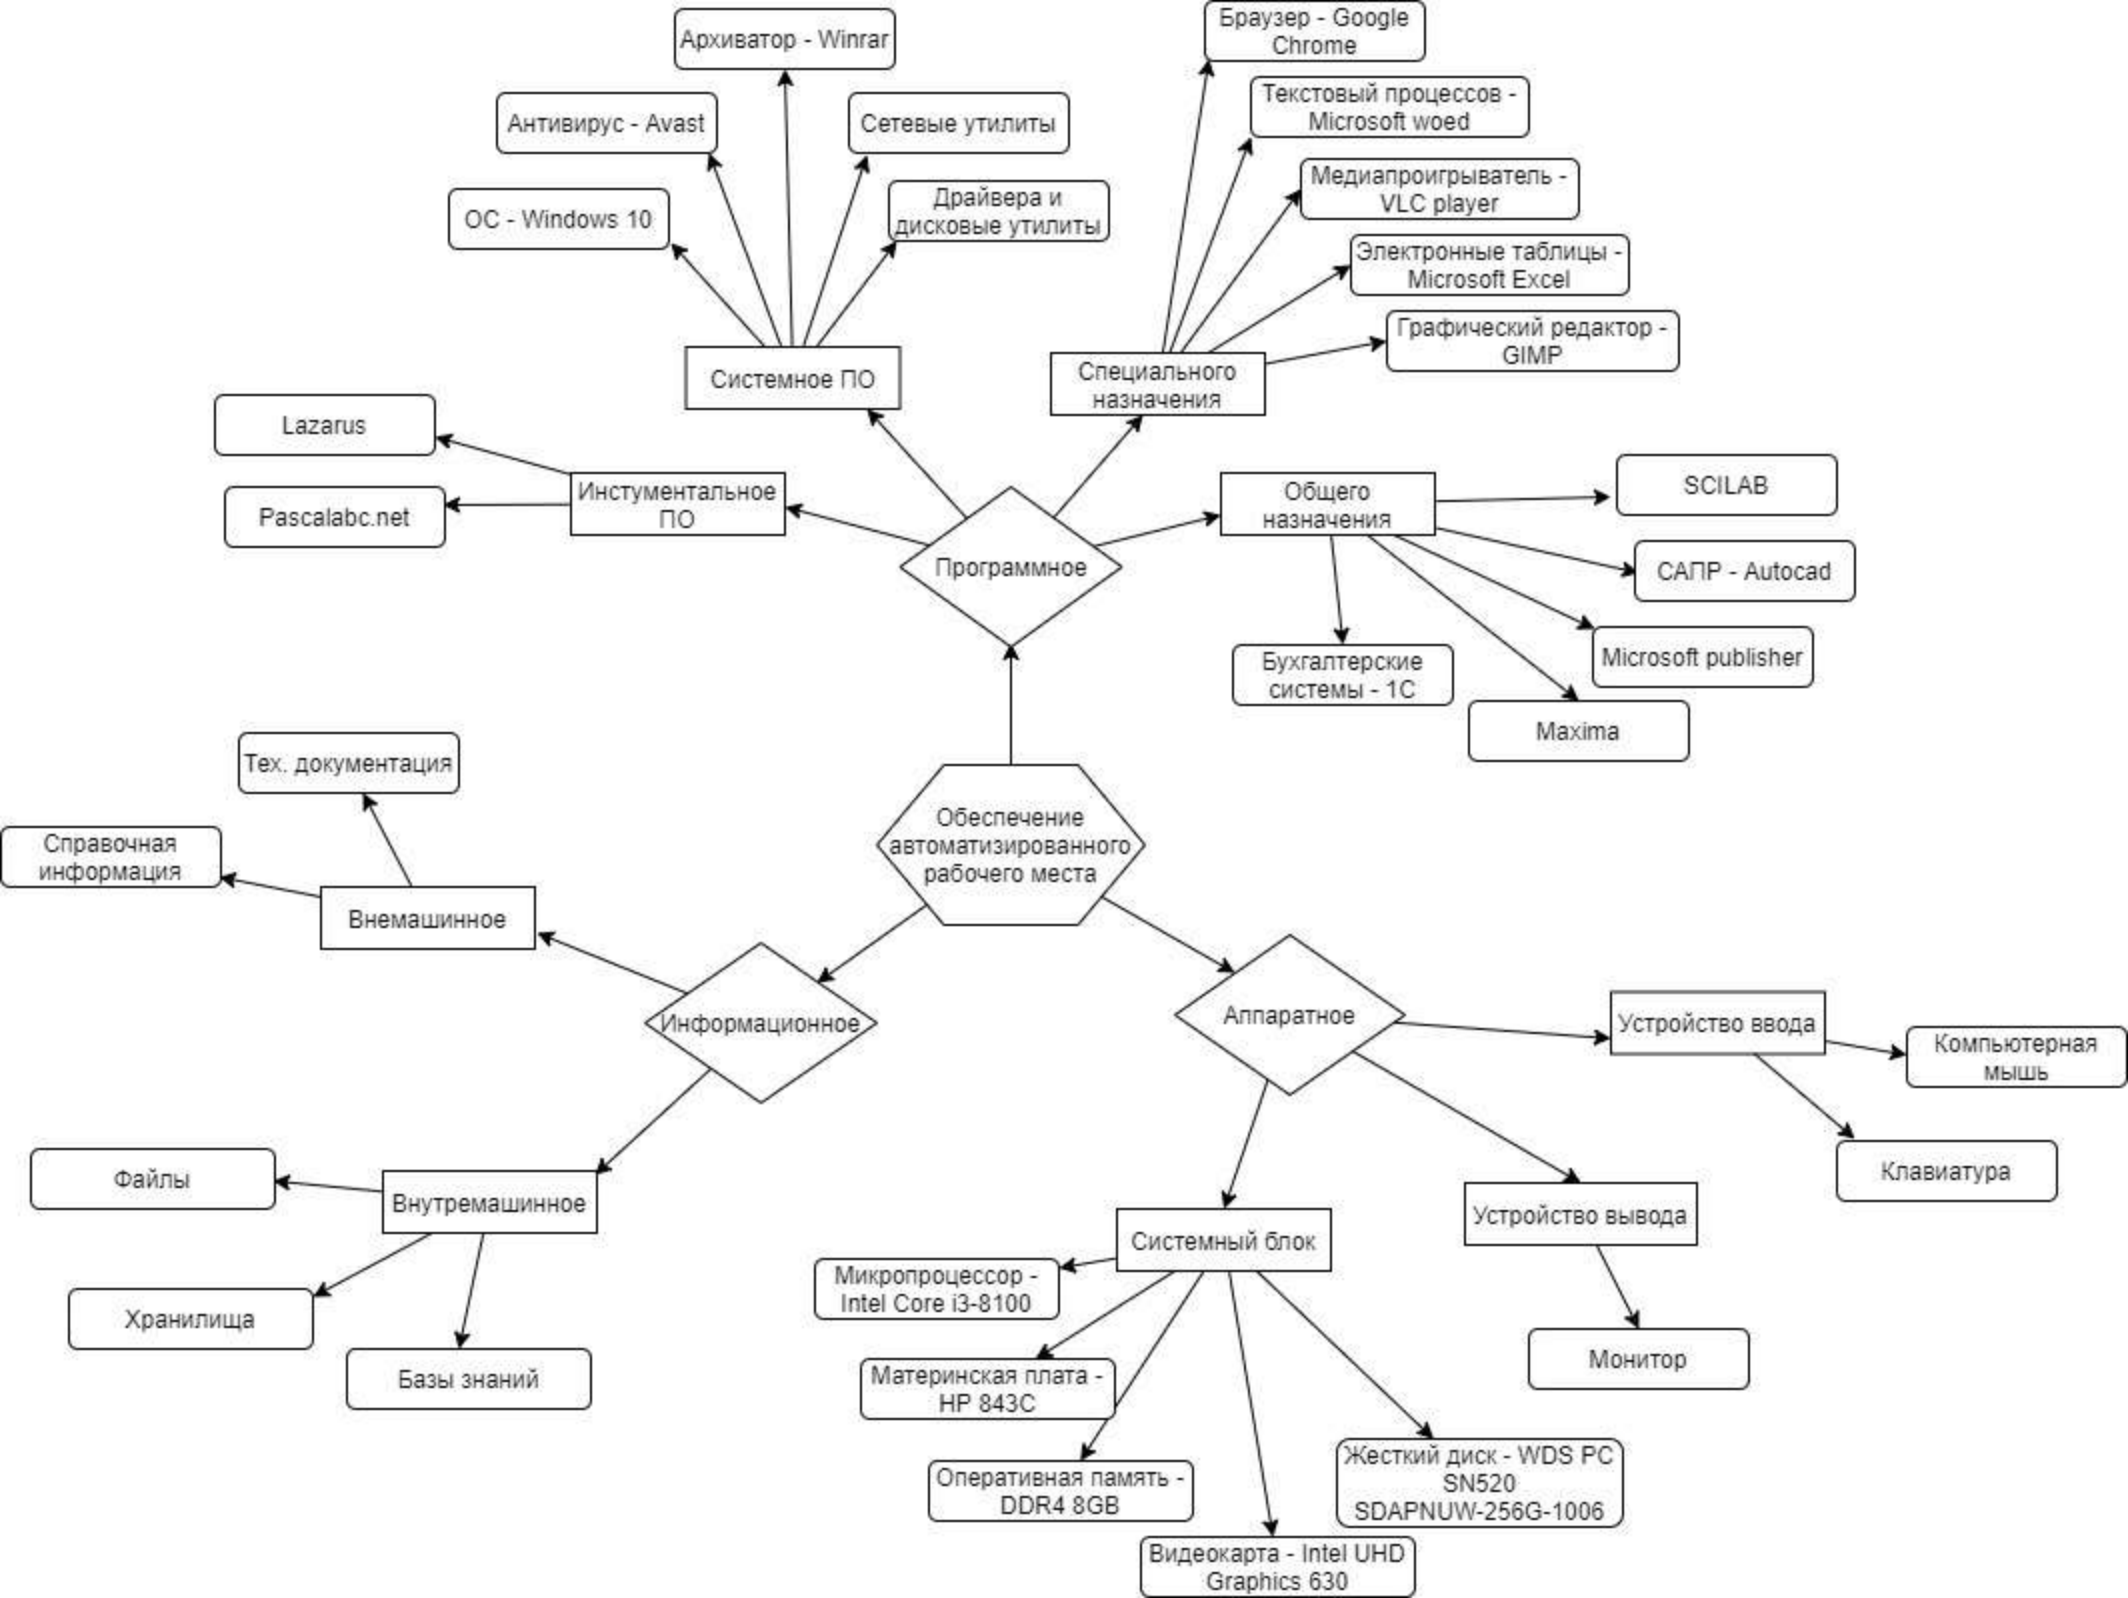 Браузер - Google
Chrome
Архиватор - Winrar
Текстовый процессов -
Microsoft woed
Антивирус - Avast
Сетевые утилиты
Медиапроигрыватель -
VLC player
ОС - Windows 10
Драйвера и
дисковые утилиты
Электронные таблицы -
Microsoft Excel
Графический редактор -
GIMP
Системное ПО
Специального
назначения
Lazarus
Pascalabc.net
Инстументальное
ПО
Общего
назначения
SCILAB
Программное
САПР - Autocad
Microsoft publisher
Бухгалтерские
системы - 1С
Maxima
Тех. документация
Справочная
информация
Обеспечение
автоматизированного
рабочего места
Внемашинное
Информационное
Аппаратное
Устройство ввода
Компьютерная
мышь
Клавиатура
Файлы
Внутремашинное
Устройство вывода
Системный блок
Микропроцессор -
Intel Core i3-8100
Хранилища
Базы знаний
Монитор
Материнская плата -
HP 843C
Оперативная память -
DDR4 8GB
Жесткий диск - WDS PC
SN520
SDAPNUW-256G-1006
Видеокарта - Intel UHD
Graphics 630